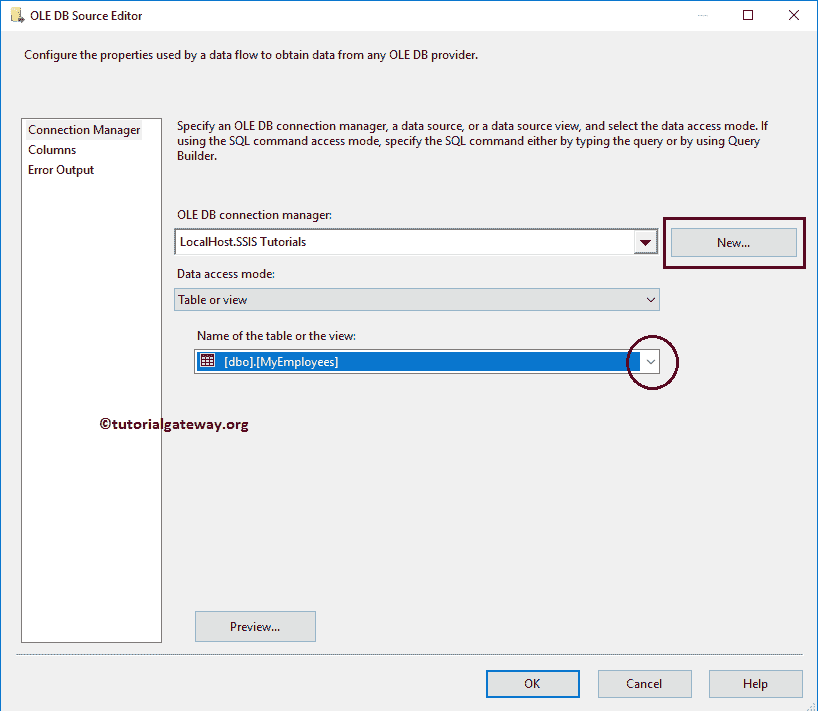 OLE DB Source Editor
Configure the properties used by a data flow to obtain data from any OLE DB provider.
Connection Manager
Columns
Error Output
Specify an OLE DB connection manager, a data source, or a data source view, and select the data access mode. If
using the SQL command access mode, specify the SQL command either by typing the query or by using Query
Builder.
OLE DB connection manager:
LocalHost.SSIS Tutorials
New...
Data access mode:
Table or view
Name of the table or the view:
[dbo].[MyEmployees]
©tutorialgateway.org
Preview...
OK
Cancel
Help